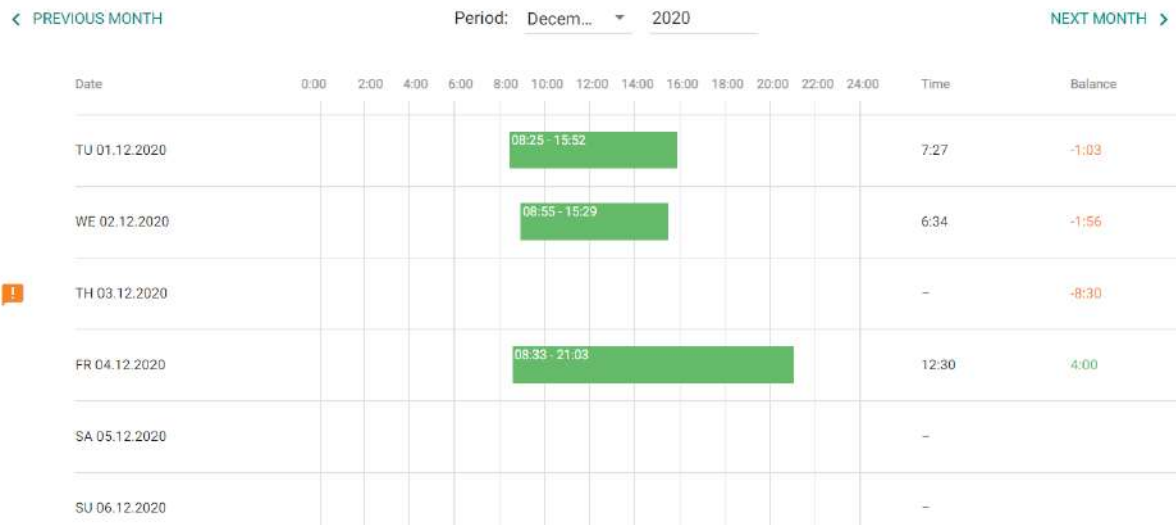 PREVIOUS MONTH Period: Decem... 2020 NEXT MONTH
Date 0:00 2:00 4:00 6:00 8:00 10:00 12:00 14:00 16:00 18:00 20:00 22:00 24:00 Time Balance
TU 01.12.2020 08:25 - 15:52 7:27 -1:03
WE 02.12.2020 08:55 - 15:29 6:34 -1:56
! TH 03.12.2020 – -8:30
FR 04.12.2020 08:33 - 21:03 12:30 4:00
SA 05.12.2020 –
SU 06.12.2020 –